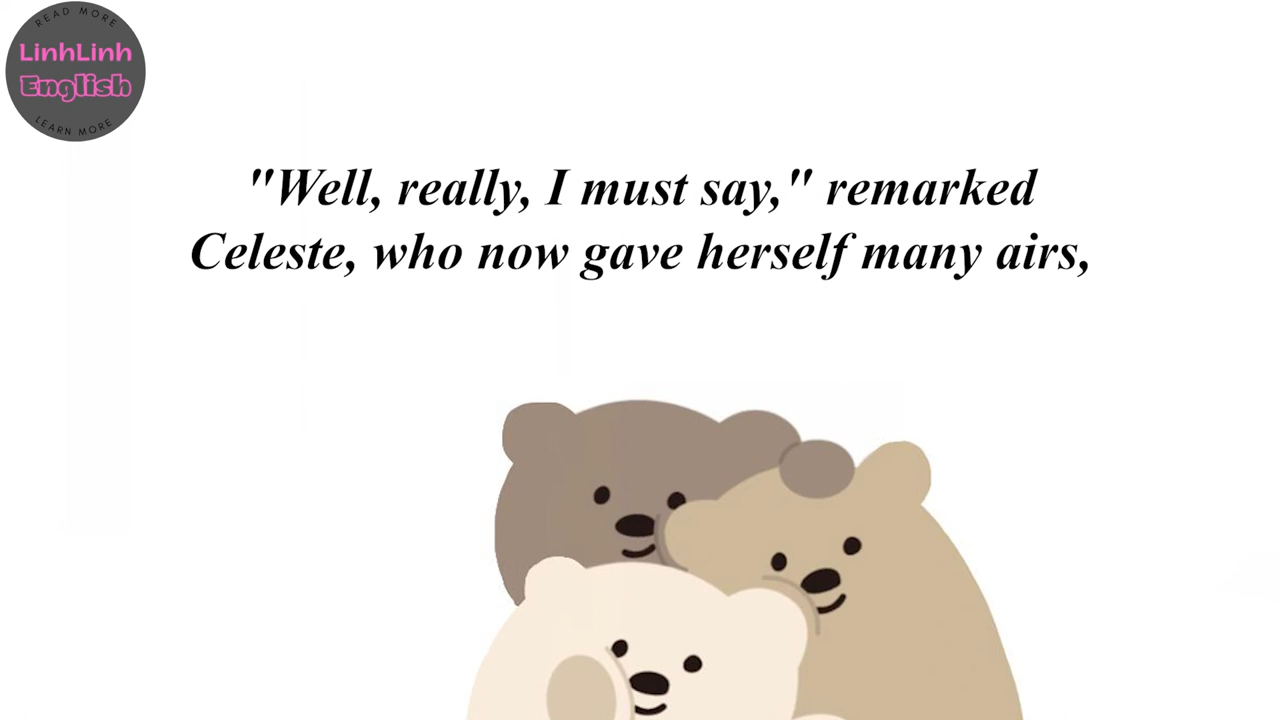 READ MORE
LinhLinh
English
LEARN MORE
"Well, really, I must say," remarked
Celeste, who now gave herself many airs,